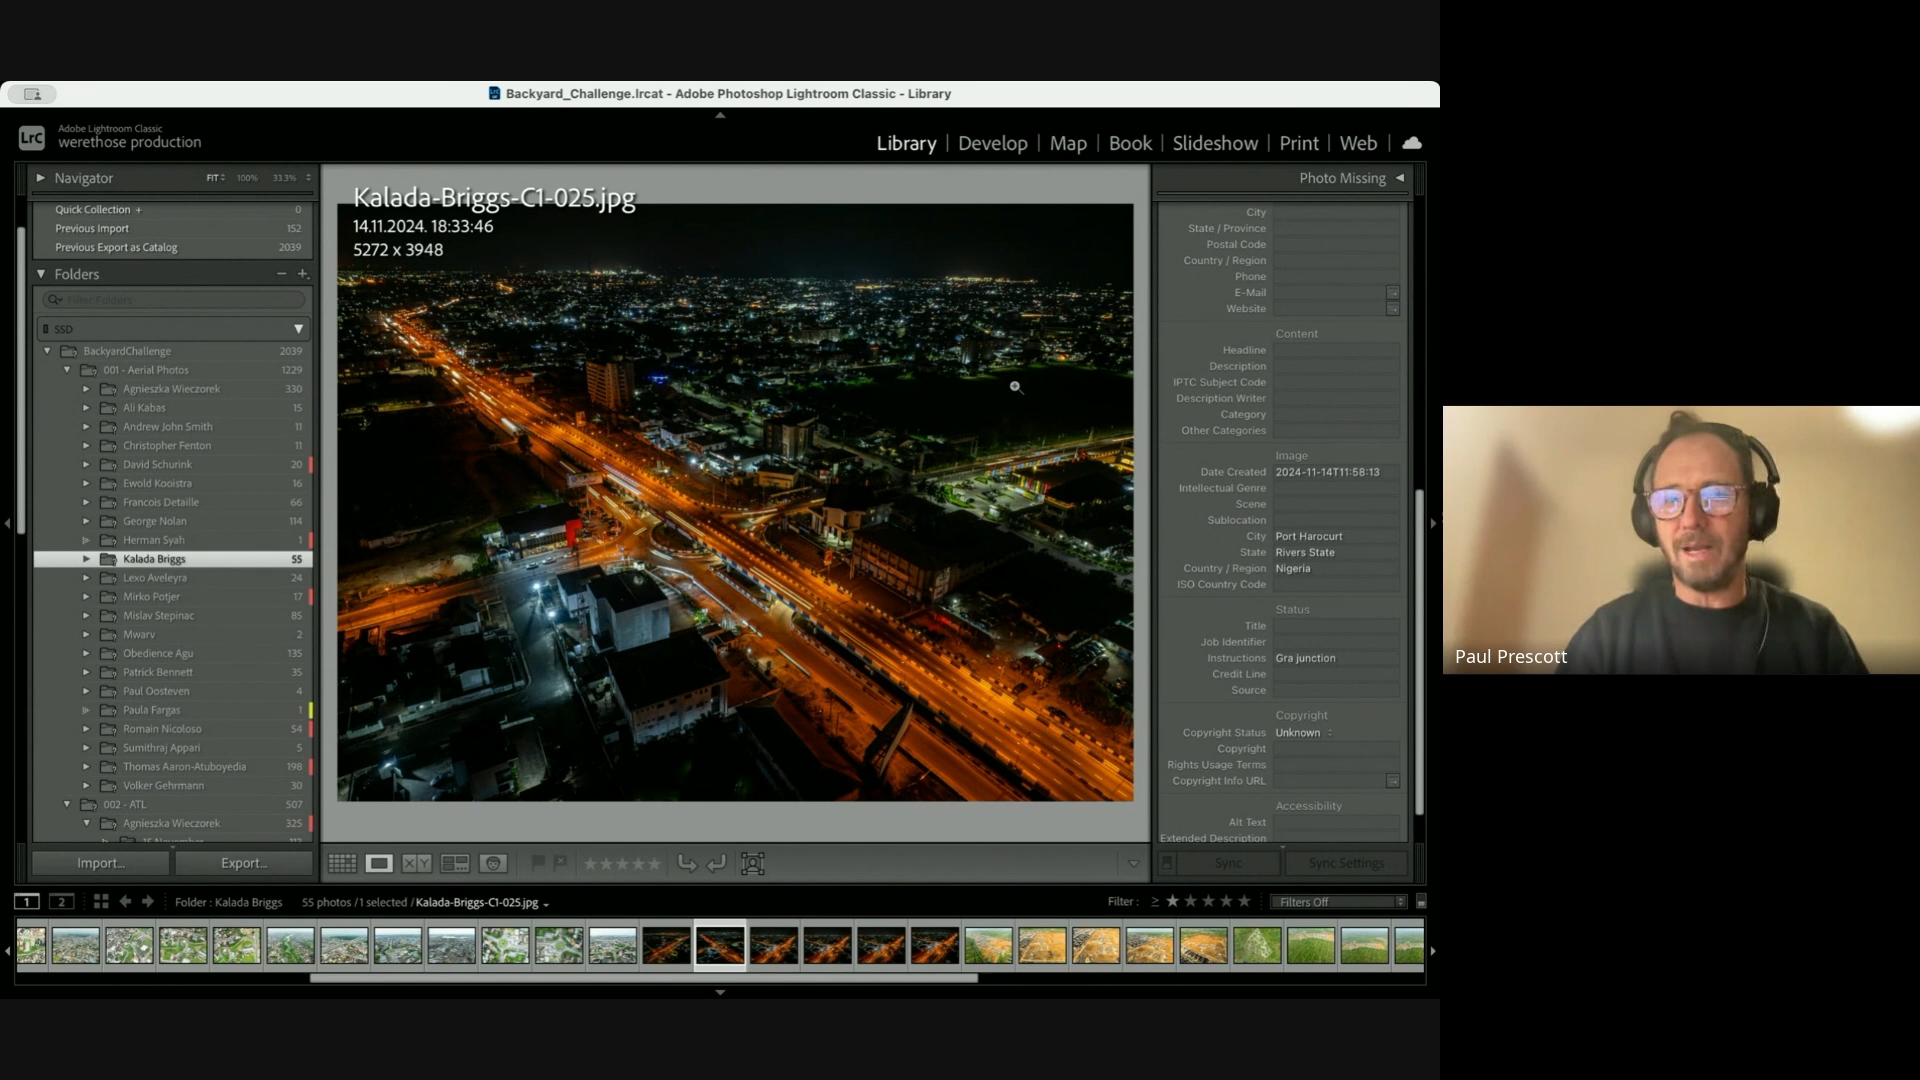 Backyard_Challenge.lrcat - Adobe Photoshop Lightroom Classic - Library
LrC
Adobe Lightroom Classic
werethose production
Library | Develop | Map | Book | Slideshow | Print | Web |
Navigator FIT 100% 33.3%
Quick Collection + 0
Previous Import 152
Previous Export as Catalog 2039
Folders
Filter Folders
SSD
BackyardChallenge 2039
001 - Aerial Photos 1229
Agnieszka Wieczorek 330
Ali Kabas 15
Andrew John Smith 11
Christopher Fenton 11
David Schurink 20
Ewold Kooistra 16
Francois Detaille 66
George Nolan 114
Herman Syah 1
Kalada Briggs 55
Lexo Aveleyra 24
Mirko Potjer 17
Mislav Stepinac 85
Mwarv 2
Obedience Agu 135
Patrick Bennett 35
Paul Oosteven 4
Paula Fargas 1
Romain Nicoloso 54
Sumithraj Appari 5
Thomas Aaron-Atuboyedia 198
Volker Gehrmann 30
002 - ATL 507
Agnieszka Wieczorek 325
Import...
Export...
Kalada-Briggs-C1-025.jpg
14.11.2024. 18:33:46
5272 x 3948
Photo Missing
City
State / Province
Postal Code
Country / Region
Phone
E-Mail
Website
Content
Headline
Description
IPTC Subject Code
Description Writer
Category
Other Categories
Image
Date Created 2024-11-14T11:58:13
Intellectual Genre
Scene
Sublocation
City Port Harocurt
State Rivers State
Country / Region Nigeria
ISO Country Code
Status
Title
Job Identifier
Instructions Gra junction
Credit Line
Source
Copyright
Copyright Status Unknown
Copyright
Rights Usage Terms
Copyright Info URL
Accessibility
Alt Text
Extended Description
Sync
Sync Settings
XY
1 2 Folder : Kalada Briggs 55 photos /1 selected /Kalada-Briggs-C1-025.jpg
Filter : ≥ Filters Off
Paul Prescott